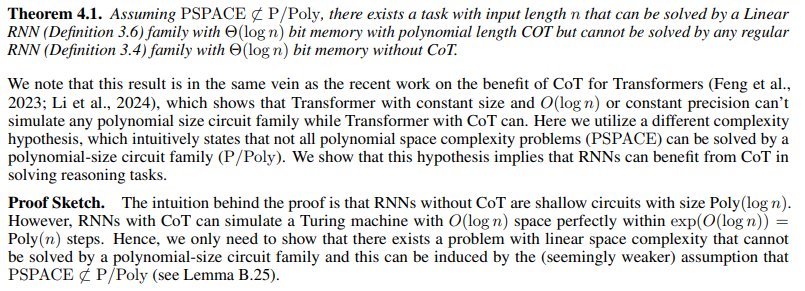 Theorem 4.1. Assuming PSPACE ⊄ P/Poly, there exists a task with input length n that can be solved by a Linear
RNN (Definition 3.6) family with Θ(log n) bit memory with polynomial length COT but cannot be solved by any regular
RNN (Definition 3.4) family with Θ(log n) bit memory without CoT.
We note that this result is in the same vein as the recent work on the benefit of CoT for Transformers (Feng et al.,
2023; Li et al., 2024), which shows that Transformer with constant size and O(log n) or constant precision can't
simulate any polynomial size circuit family while Transformer with CoT can. Here we utilize a different complexity
hypothesis, which intuitively states that not all polynomial space complexity problems (PSPACE) can be solved by a
polynomial-size circuit family (P/Poly). We show that this hypothesis implies that RNNs can benefit from CoT in
solving reasoning tasks.
Proof Sketch. The intuition behind the proof is that RNNs without CoT are shallow circuits with size Poly(log n).
However, RNNs with CoT can simulate a Turing machine with O(log n) space perfectly within exp(O(log n)) =
Poly(n) steps. Hence, we only need to show that there exists a problem with linear space complexity that cannot
be solved by a polynomial-size circuit family and this can be induced by the (seemingly weaker) assumption that
PSPACE ⊄ P/Poly (see Lemma B.25).